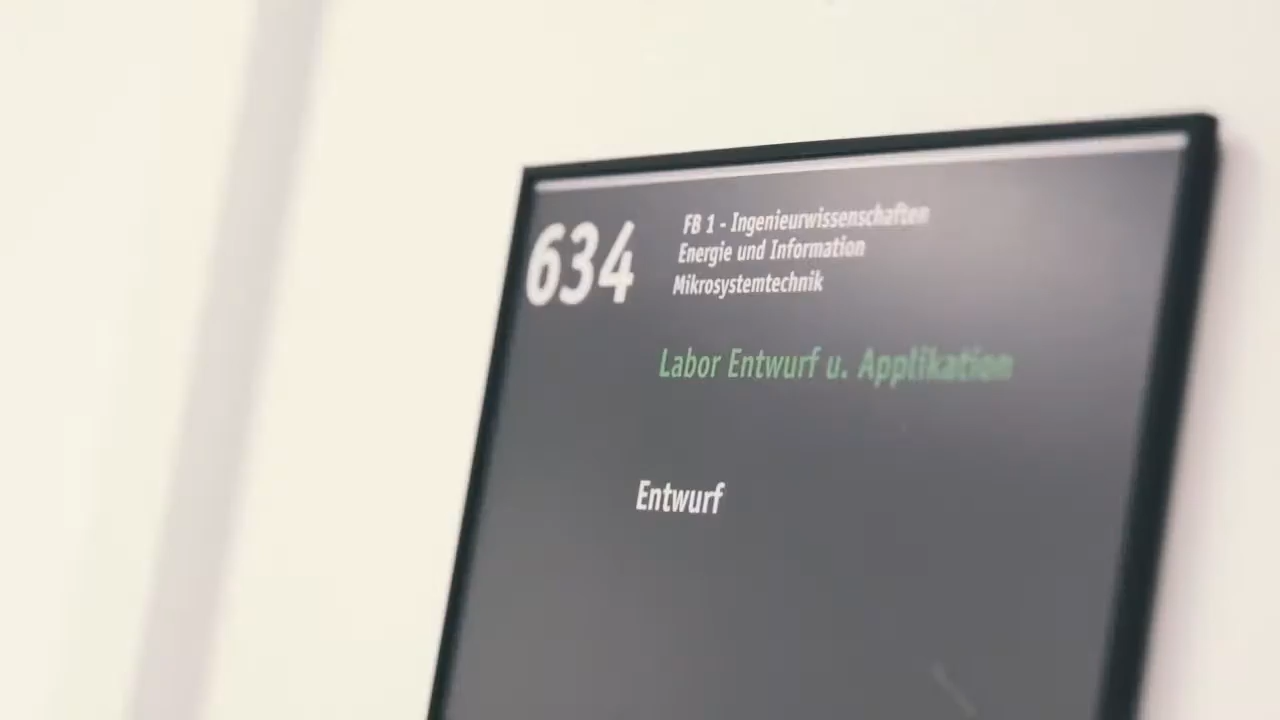 634
FB 1 - Ingenieurwissenschaften
Energie und Information
Mikrosystemtechnik
Labor Entwurf u. Applikation
Entwurf